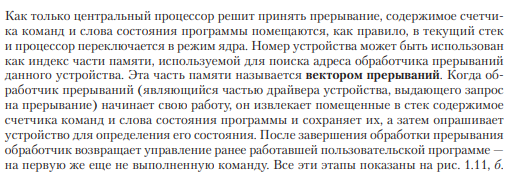 Как только центральный процессор решит принять прерывание, содержимое счетчи-
ка команд и слова состояния программы помещаются, как правило, в текущий стек
и процессор переключается в режим ядра. Номер устройства может быть использован
как индекс части памяти, используемой для поиска адреса обработчика прерываний
данного устройства. Эта часть памяти называется вектором прерываний. Когда об-
работчик прерываний (являющийся частью драйвера устройства, выдающего запрос
на прерывание) начинает свою работу, он извлекает помещенные в стек содержимое
счетчика команд и слова состояния программы и сохраняет их, а затем опрашивает
устройство для определения его состояния. После завершения обработки прерывания
обработчик возвращает управление ранее работавшей пользовательской программе —
на первую же еще не выполненную команду. Все эти этапы показаны на рис. 1.11, б.